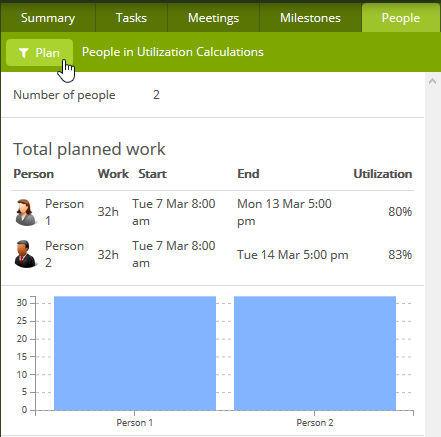 Summary Tasks Meetings Milestones People
Plan People in Utilization Calculations
Number of people 2
Total planned work
Person Work Start End Utilization
Person Tue 7 Mar 8:00 Mon 13 Mar 5:00
1 32h am pm 80%
Person Tue 7 Mar 8:00
2 32h am Tue 14 Mar 5:00 pm 83%
30
25
20
15
10
5
0
Person 1 Person 2